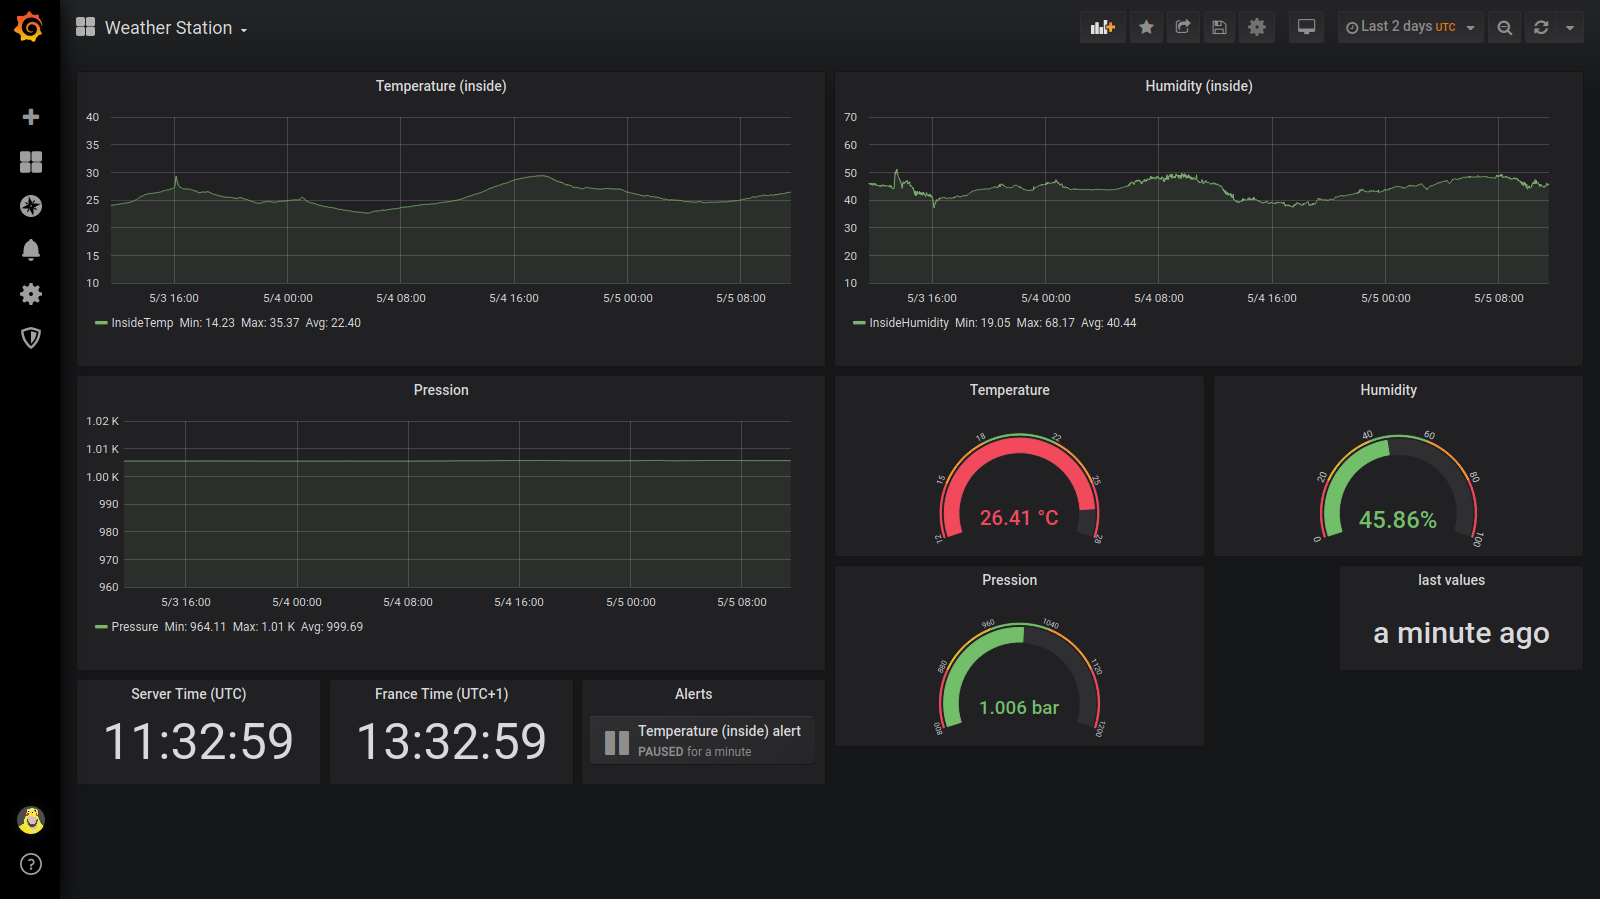 Weather Station
Last 2 days UTC
Temperature (inside)
40
35
30
25
20
15
10
5/3 16:00 5/4 00:00 5/4 08:00 5/4 16:00 5/5 00:00 5/5 08:00
InsideTemp Min: 14.23 Max: 35.37 Avg: 22.40
Humidity (inside)
70
60
50
40
30
20
10
5/3 16:00 5/4 00:00 5/4 08:00 5/4 16:00 5/5 00:00 5/5 08:00
InsideHumidity Min: 19.05 Max: 68.17 Avg: 40.44
Pression
1.02 K
1.01 K
1.00 K
990
980
970
960
5/3 16:00 5/4 00:00 5/4 08:00 5/4 16:00 5/5 00:00 5/5 08:00
Pressure Min: 964.11 Max: 1.01 K Avg: 999.69
Temperature
12 15 18 22 25 28
26.41 °C
Humidity
0 20 40 60 80 100
45.86%
Pression
800 880 960 1040 1120 1200
1.006 bar
last values
a minute ago
Server Time (UTC)
11:32:59
France Time (UTC+1)
13:32:59
Alerts
Temperature (inside) alert
PAUSED for a minute
?